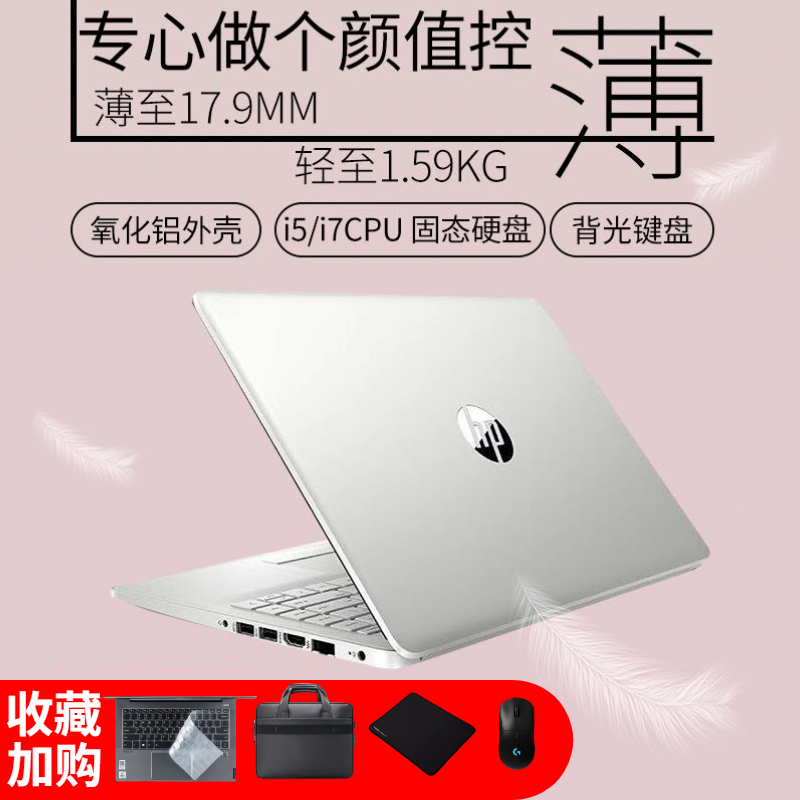 专心做个颜值控
薄
薄至17.9MM
轻至1.59KG
氧化铝外壳
i5/i7CPU 固态硬盘
背光键盘
hp
收藏
加购